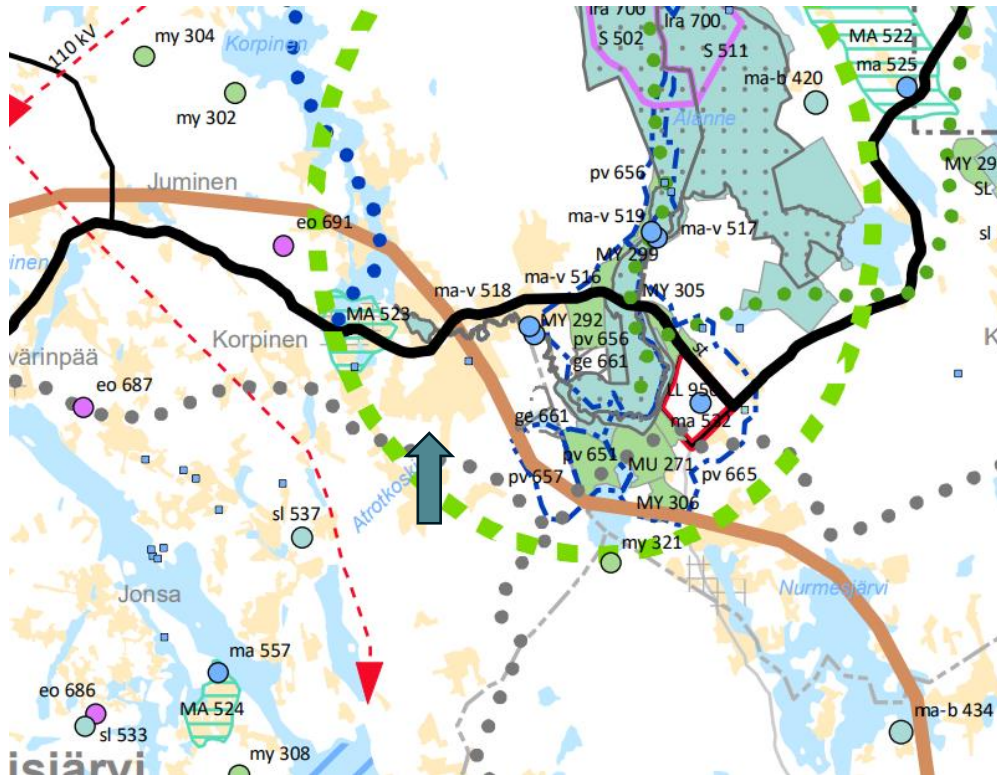 my 304
Korpinen
110 kV
my 302
Juminen
eo 691
lra 700
lra 700
S 502
S 511
MA 522
ma 525
ma-b 420
Alanne
pv 656
MY 29
SL
ma-v 519
ma-v 517
sl
MY 299
ma-v 516
MY 305
ma-v 518
inen
MA 523
MY 292
Korpinen
pv 656
st
K
värinpää
ge 661
eo 687
LL 950
ge 661
ma 532
pv 651
MU 271
pv 657
pv 665
MY 306
Atrotkoski
sl 537
my 321
Nurmesjärvi
Jonsa
ma 557
eo 686
MA 524
sl 533
ma-b 434
my 308
isjärvi